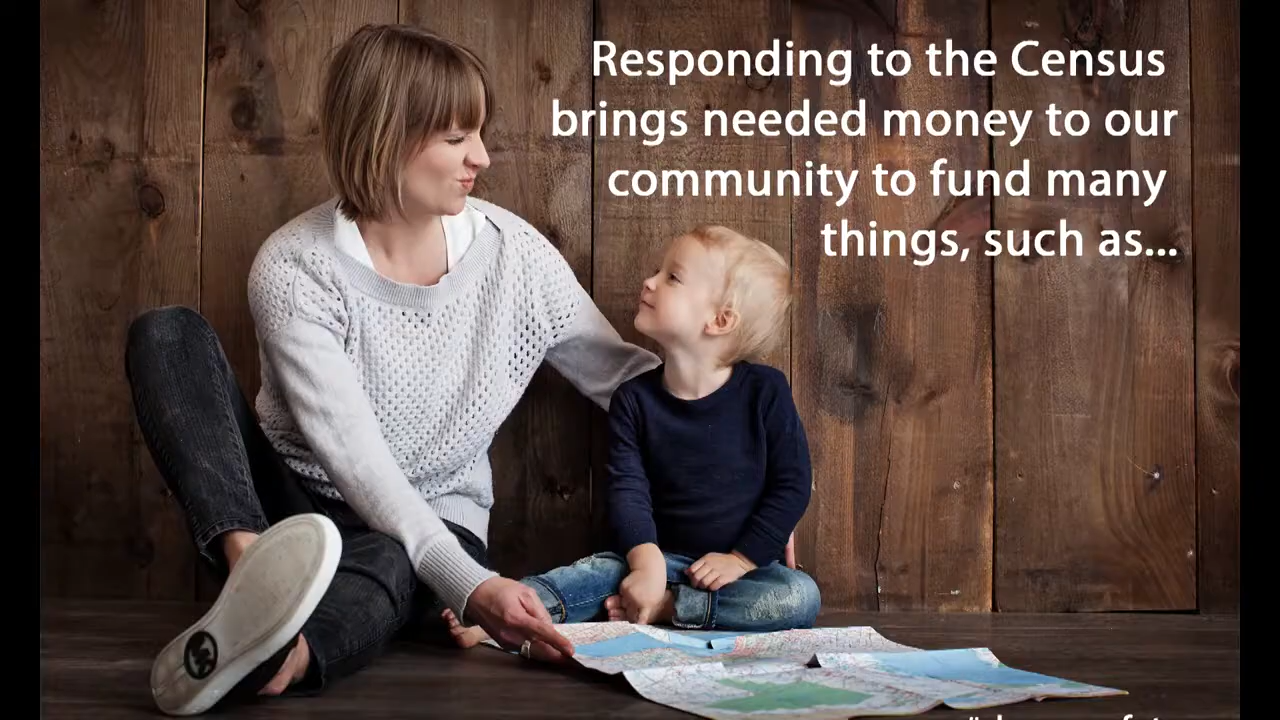 Responding to the Census
brings needed money to our
community to fund many
things, such as...